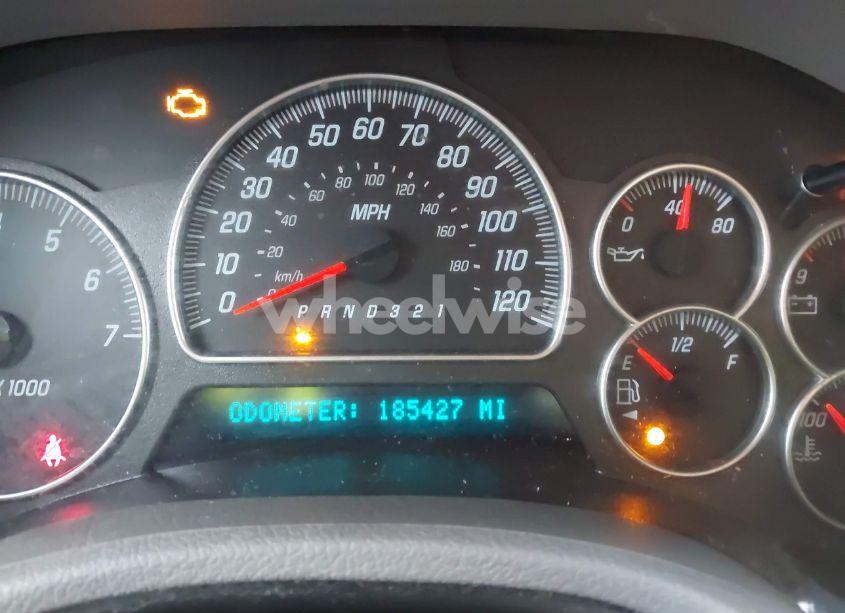 50 60 70
40 80
30 60 80 100 120 90
20 40 MPH 140 100
20 160
10 km/h 180 110
0 0 120
P R N D 3 2 1
wheelwise
ODOMETER: 185427 MI
4 5 6 7
X 1000
0 40 80
E 1/2 F
9
100